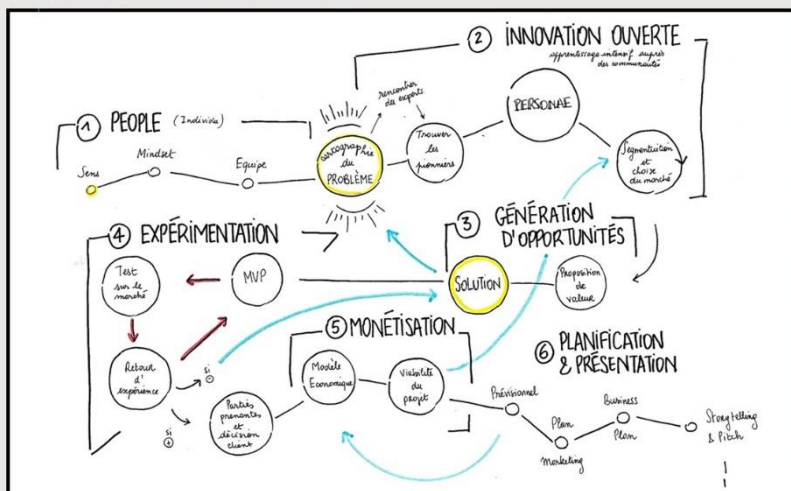 ① PEOPLE (Individu)
Sens
Mindset
Equipe
② INNOVATION OUVERTE
apprentissage intensif auprès
des communauté
Cartographie
du
PROBLÈME
rencontrer
des experts
Trouver
les
pionniers
PERSONAE
Segmentation
et
choix
du marché
③ GÉNÉRATION
D'OPPORTUNITÉS
Proposition
de
valeur
SOLUTION
④ EXPÉRIMENTATION
MVP
Test
sur le
marché
Retour
d'
expérience
si
⊖
si
⊕
Parties
prenantes
et
décision
client
⑤ MONÉTISATION
Modèle
Economique
Viabilité
du
projet
⑥ PLANIFICATION
& PRÉSENTATION
Prévisionnel
Plan
Marketing
Business
Plan
Storytelling
& Pitch